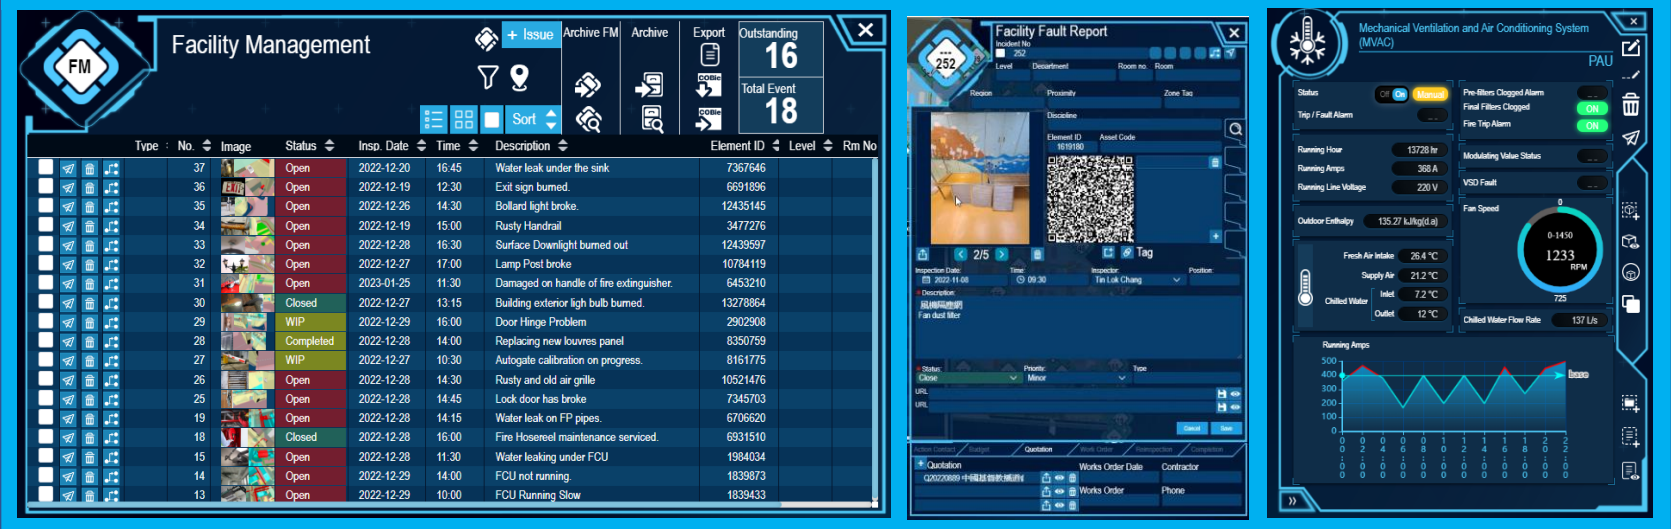 FM
Facility Management
+ Issue
Archive FM
Archive
Export
Outstanding
16
COBie
Total Event
18
COBie
Sort
Type : No. Image Status Insp. Date Time Description Element ID Level Rm No
37 Open 2022-12-20 16:45 Water leak under the sink 7367646
36 Open 2022-12-19 12:30 Exit sign burned. 6691896
35 Open 2022-12-26 14:30 Bollard light broke. 12435145
34 Open 2022-12-19 15:00 Rusty Handrail 3477276
33 Open 2022-12-28 16:30 Surface Downlight burned out 12439597
32 Open 2022-12-27 17:00 Lamp Post broke 10784119
31 Open 2023-01-25 11:30 Damaged on handle of fire extinguisher. 6453210
30 Closed 2022-12-27 13:15 Building exterior ligh bulb burned. 13278864
29 WIP 2022-12-29 16:00 Door Hinge Problem 2902908
28 Completed 2022-12-28 14:00 Replacing new louvres panel 8350759
27 WIP 2022-12-27 10:30 Autogate calibration on progress. 8161775
26 Open 2022-12-28 14:30 Rusty and old air grille 10521476
25 Open 2022-12-28 14:45 Lock door has broke 7345703
19 Open 2022-12-28 14:15 Water leak on FP pipes. 6706620
18 Closed 2022-12-28 16:00 Fire Hosereel maintenance serviced. 6931510
15 Open 2022-12-28 11:30 Water leaking under FCU 1984034
14 Open 2022-12-29 14:00 FCU not running. 1839873
13 Open 2022-12-29 10:00 FCU Running Slow 1839433
---
252
Facility Fault Report
Incident No
252
Level Department Room no. Room
Region Proximity Zone Tag
Discipline
Element ID Asset Code
1619180
2/5
Tag
Inspection Date: Time: Inspector: Position:
2022-11-08 09:30 Tin Lok Chang
*Description:
Fan dust filter
*Status: Priority: Type
Close Minor
URL
URL
Cancel Save
Action Contact Budget Quotation Work Order Reinspection Completion
+ Quotation Works Order Date Contractor
Works Order Phone
Mechanical Ventilation and Air Conditioning System
(MVAC)
PAU
Status Off On Manual
Trip / Fault Alarm --
Pre-filters Clogged Alarm --
Final Filters Clogged ON
Fire Trip Alarm ON
Running Hour 13728 hr
Running Amps 368 A
Running Line Voltage 220 V
Modulating Value Status --
VSD Fault --
Outdoor Enthalpy 135.27 kJ/kg(d.a)
Fan Speed
0
0-1450
1233
RPM
725
Fresh Air Intake 26.4 °C
Supply Air 21.2 °C
Chilled Water
Inlet 7.2 °C
Outlet 12 °C
Chilled Water Flow Rate 137 L/s
Running Amps
500
400
300
200
100
0
base